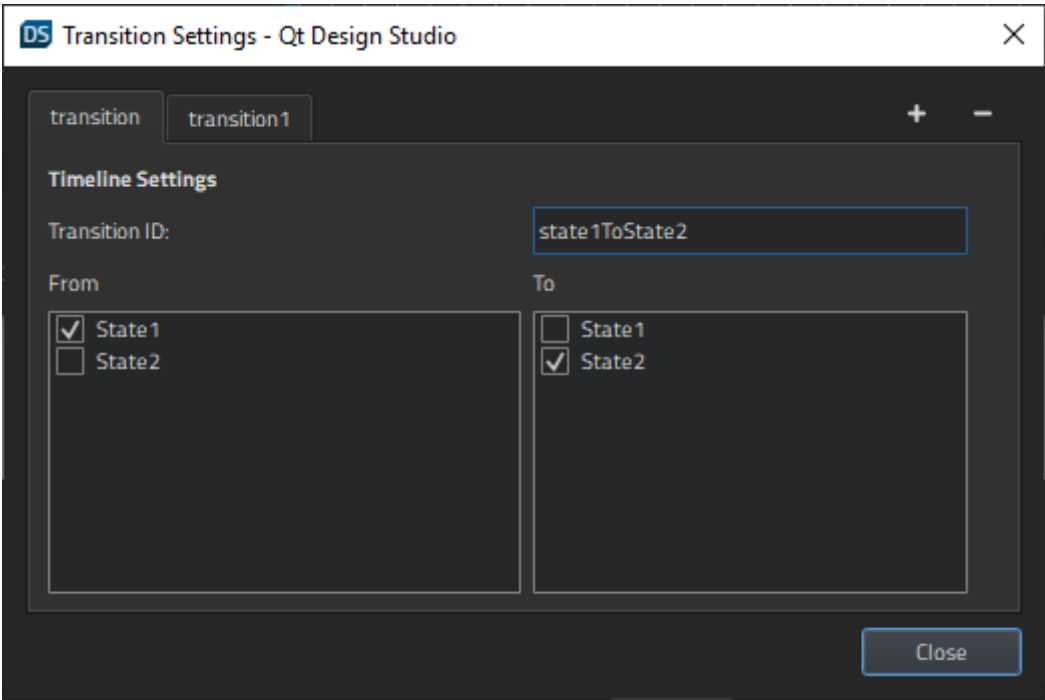 DS Transition Settings - Qt Design Studio
transition transition1
Timeline Settings
Transition ID: state1ToState2
From To
State1 State1
State2 State2
Close